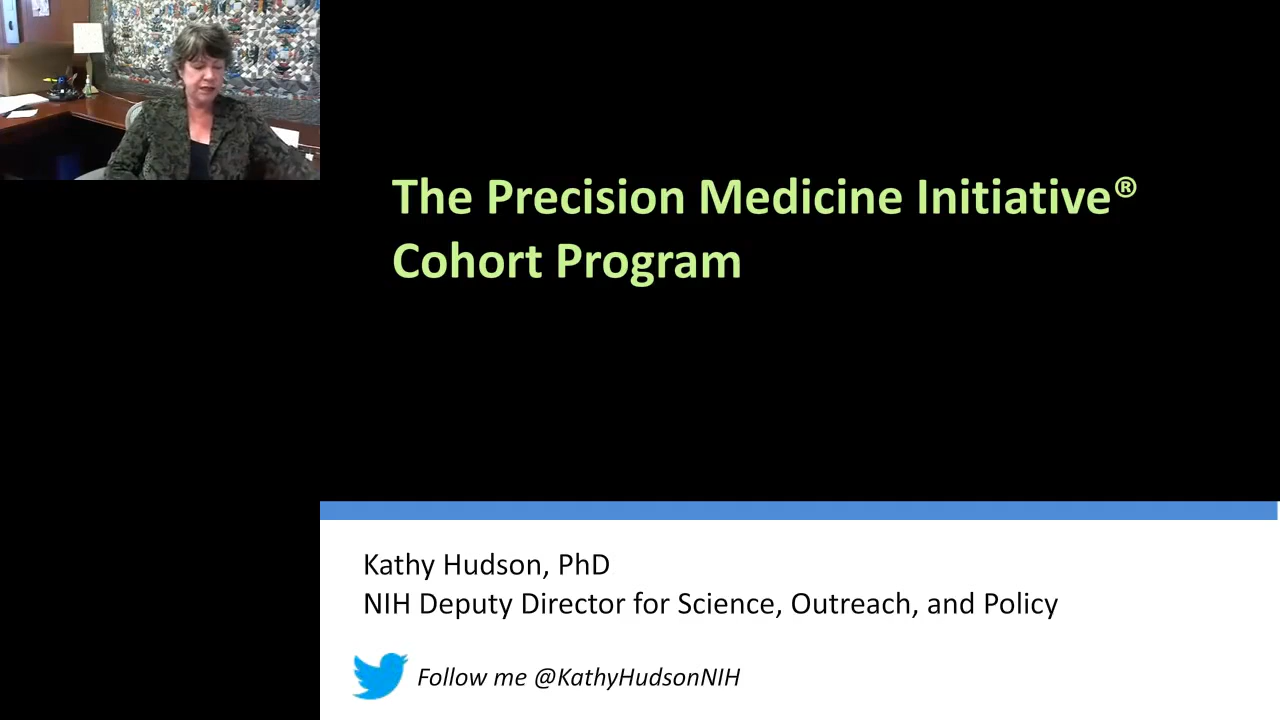 The Precision Medicine Initiative®
Cohort Program
Kathy Hudson, PhD
NIH Deputy Director for Science, Outreach, and Policy
Follow me @KathyHudsonNIH